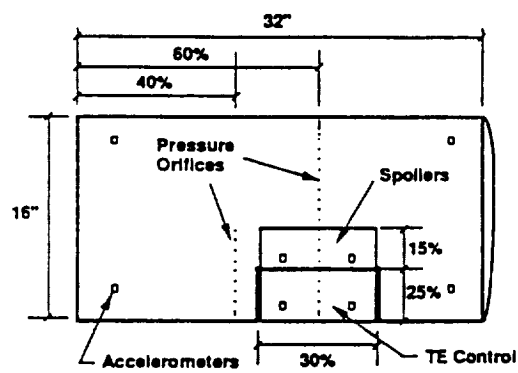 32"
60%
40%
Pressure
Orifices
Spoilers
16"
15%
25%
Accelerometers
30%
TE Control